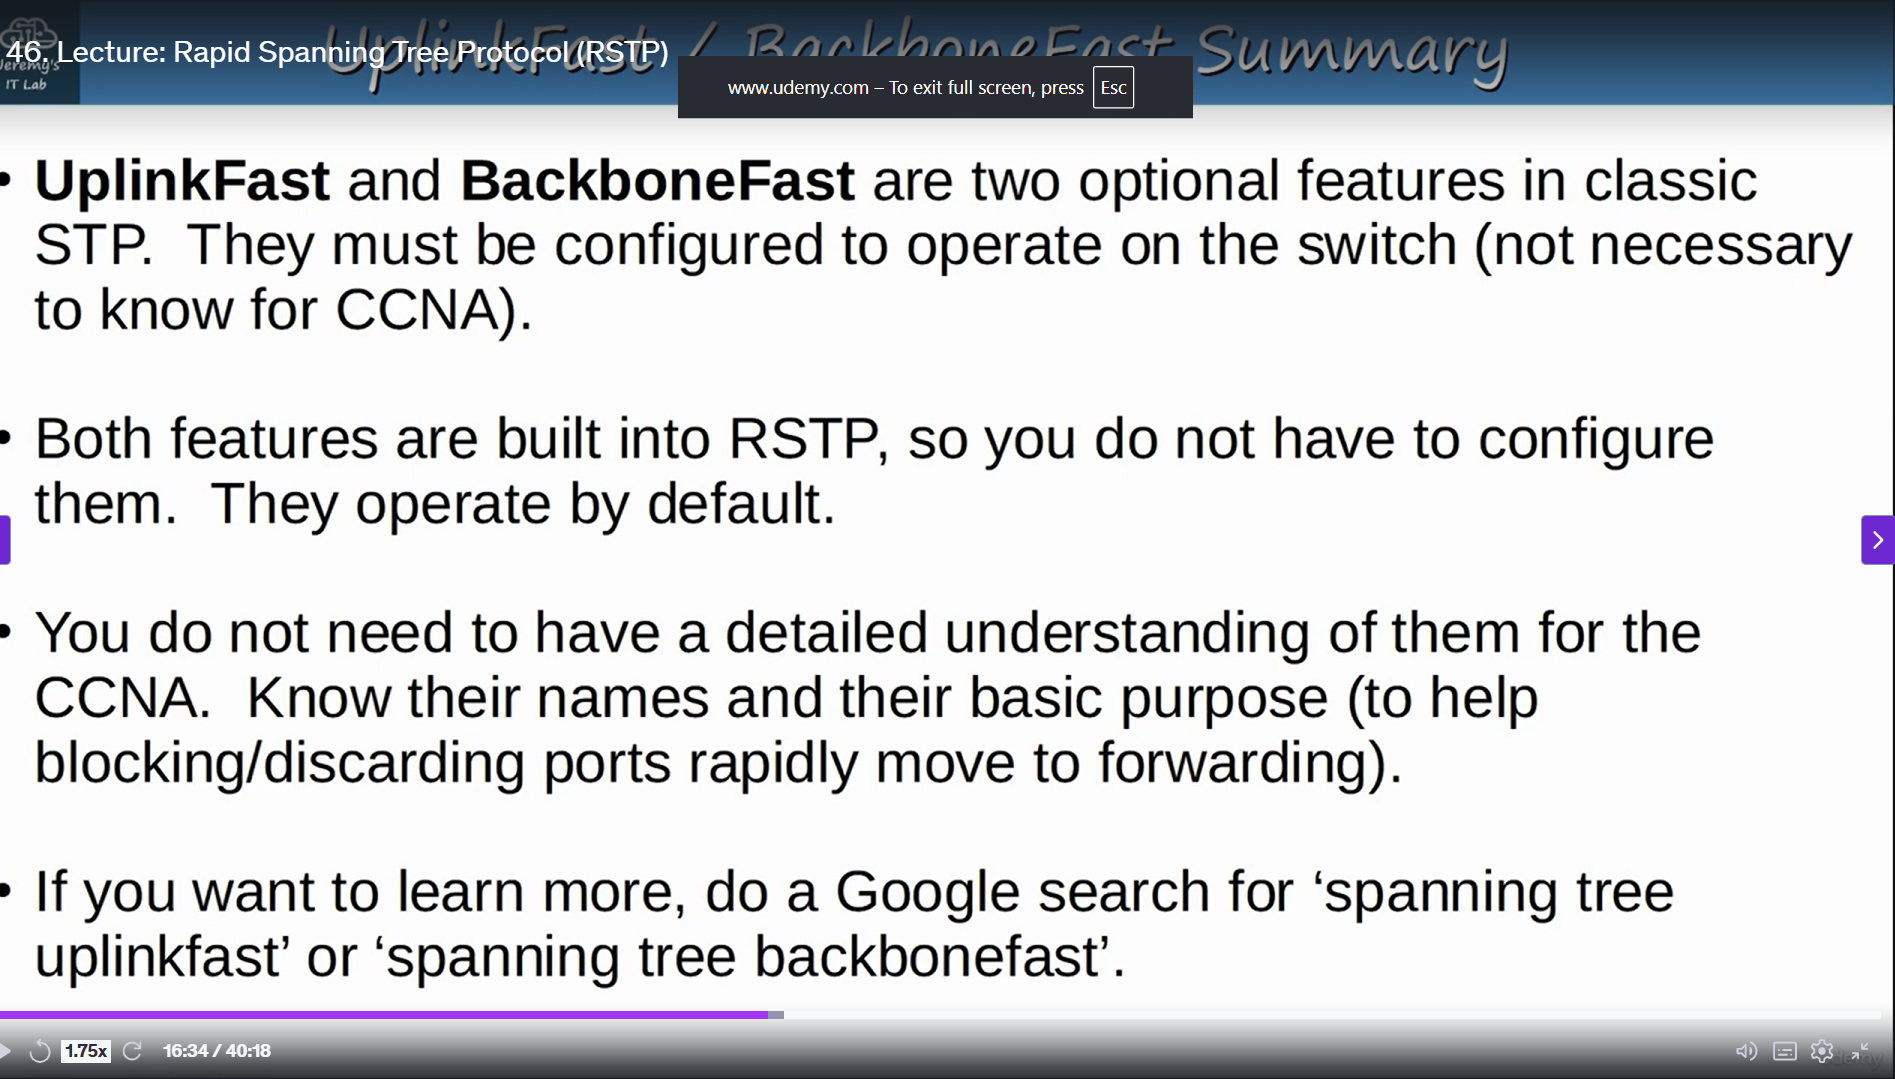 UplinkFast / BackboneFast Summary
46. Lecture: Rapid Spanning Tree Protocol (RSTP)
Jeremy's
IT Lab
www.udemy.com – To exit full screen, press Esc
• UplinkFast and BackboneFast are two optional features in classic
STP.  They must be configured to operate on the switch (not necessary
to know for CCNA).
• Both features are built into RSTP, so you do not have to configure
them.  They operate by default.
• You do not need to have a detailed understanding of them for the
CCNA.  Know their names and their basic purpose (to help
blocking/discarding ports rapidly move to forwarding).
• If you want to learn more, do a Google search for ‘spanning tree
uplinkfast’ or ‘spanning tree backbonefast’.
1.75x 16:34 / 40:18
udemy